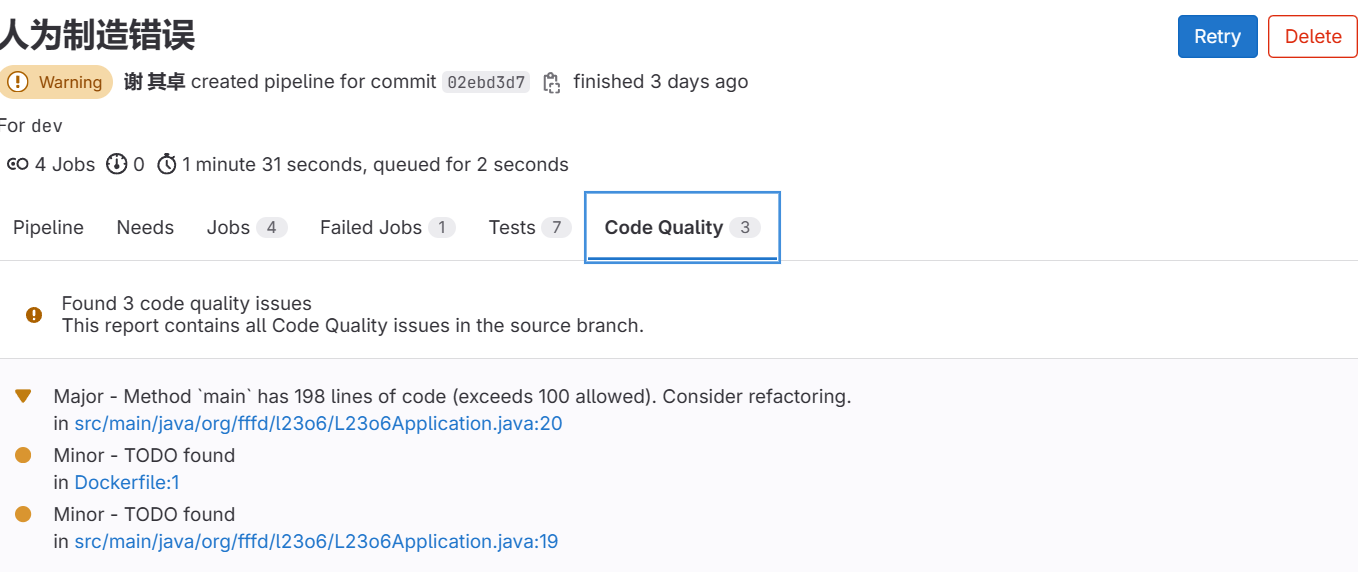 人为制造错误
Retry
Delete
Warning 谢 其卓 created pipeline for commit 02ebd3d7 finished 3 days ago
For dev
4 Jobs 0 1 minute 31 seconds, queued for 2 seconds
Pipeline Needs Jobs 4 Failed Jobs 1 Tests 7 Code Quality 3
Found 3 code quality issues
This report contains all Code Quality issues in the source branch.
Major - Method `main` has 198 lines of code (exceeds 100 allowed). Consider refactoring.
in src/main/java/org/fffd/l23o6/L23o6Application.java:20
Minor - TODO found
in Dockerfile:1
Minor - TODO found
in src/main/java/org/fffd/l23o6/L23o6Application.java:19